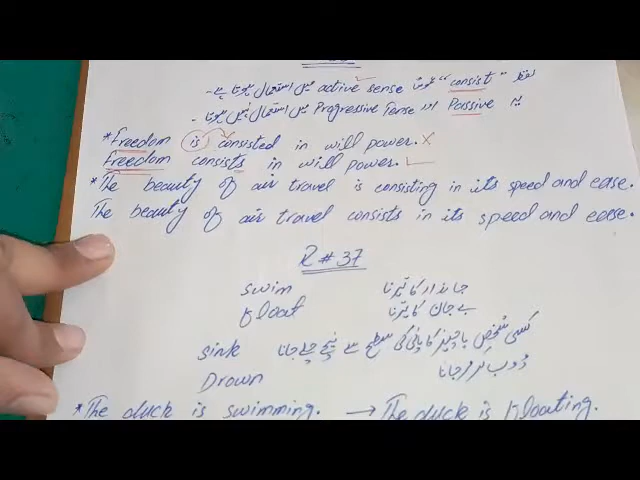 لفظ "consist" عموماً active sense میں استعمال ہوتا ہے۔
یہ Passive اور Progressive Tense میں استعمال نہیں ہوتا۔
*Freedom is consisted in will power. ×
Freedom consists in will power.
*The beauty of air travel is consisting in its speed and ease.
The beauty of air travel consists in its speed and ease.
R # 37
swim جاندار کا تیرنا
float بے جان کا تیرنا
sink کسی شخص یا چیز کا پانی کی سطح سے نیچے چلے جانا
Drown ڈوب کر مر جانا
*The duck is swimming. → The duck is floating.